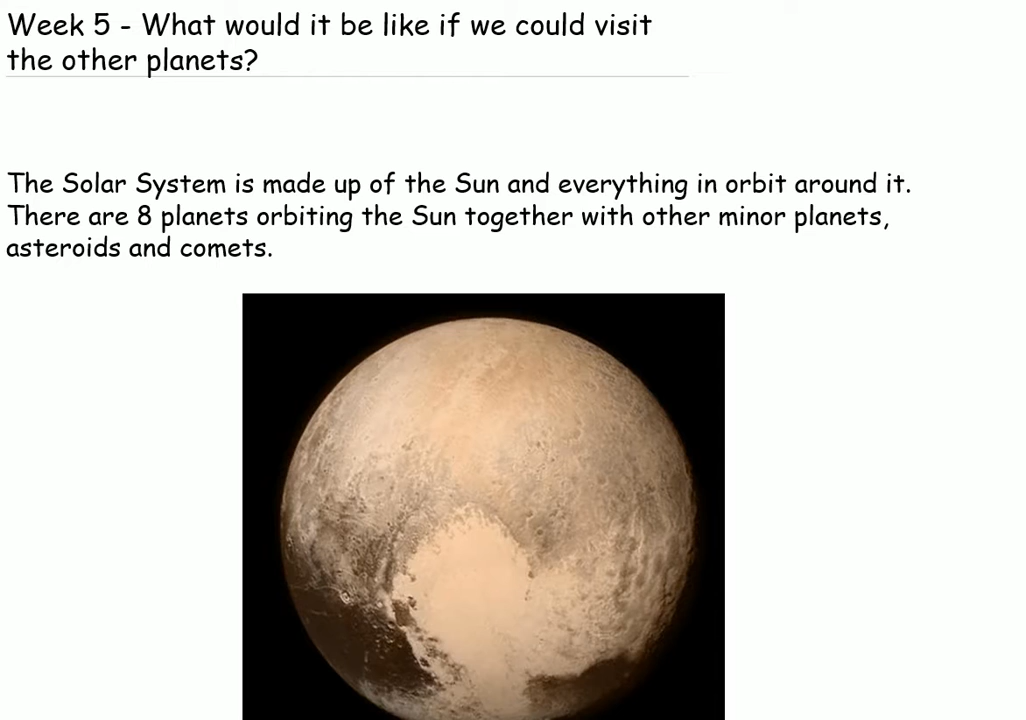 Week 5 - What would it be like if we could visit
the other planets?
The Solar System is made up of the Sun and everything in orbit around it.
There are 8 planets orbiting the Sun together with other minor planets,
asteroids and comets.